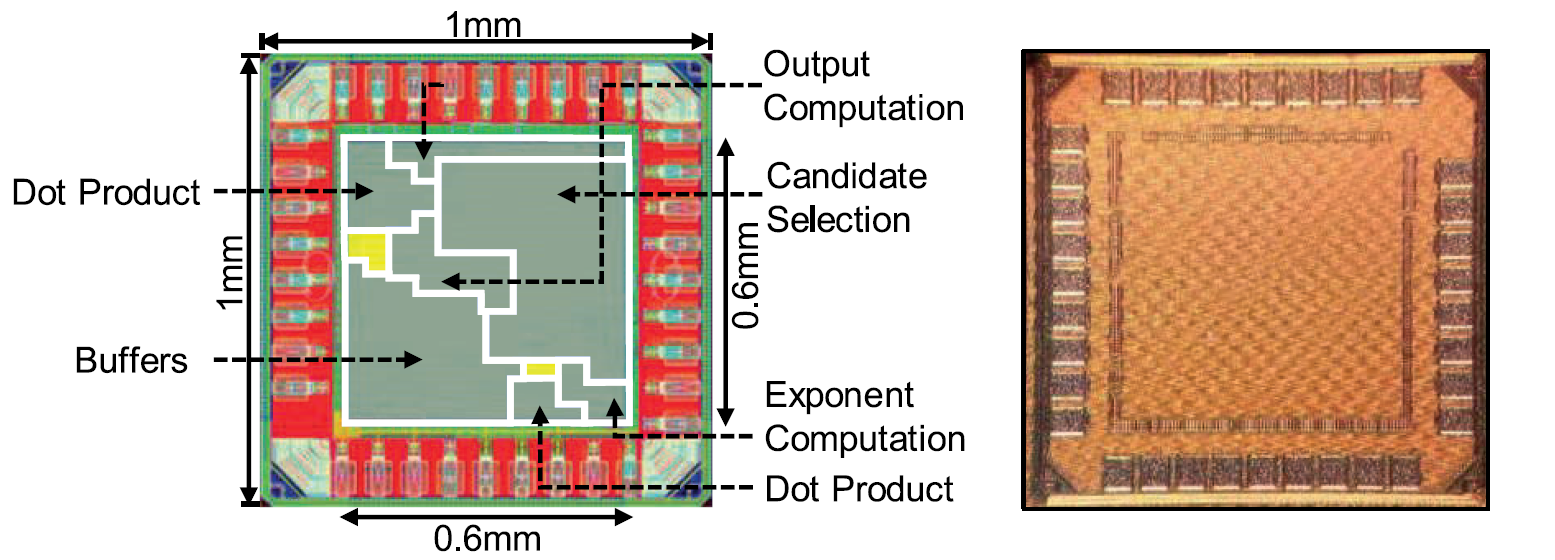 1mm
Output
Computation
Dot Product
Candidate
Selection
1mm
0.6mm
Buffers
Exponent
Computation
Dot Product
0.6mm